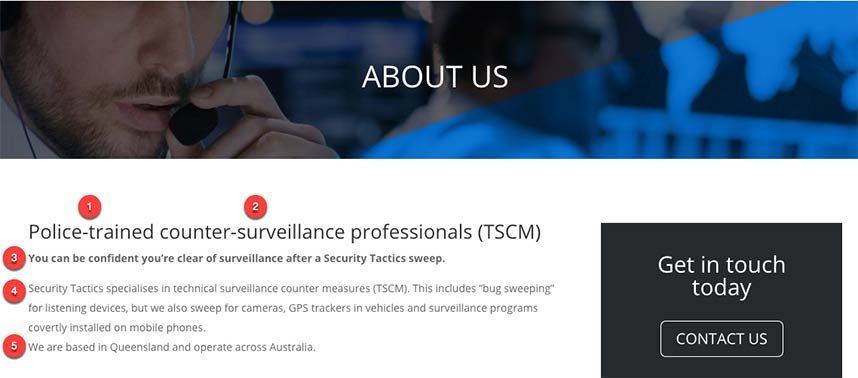 ABOUT US
1
2
Police-trained counter-surveillance professionals (TSCM)
3
You can be confident you’re clear of surveillance after a Security Tactics sweep.
4
Security Tactics specialises in technical surveillance counter measures (TSCM). This includes “bug sweeping”
for listening devices, but we also sweep for cameras, GPS trackers in vehicles and surveillance programs
covertly installed on mobile phones.
5
We are based in Queensland and operate across Australia.
Get in touch
today
CONTACT US